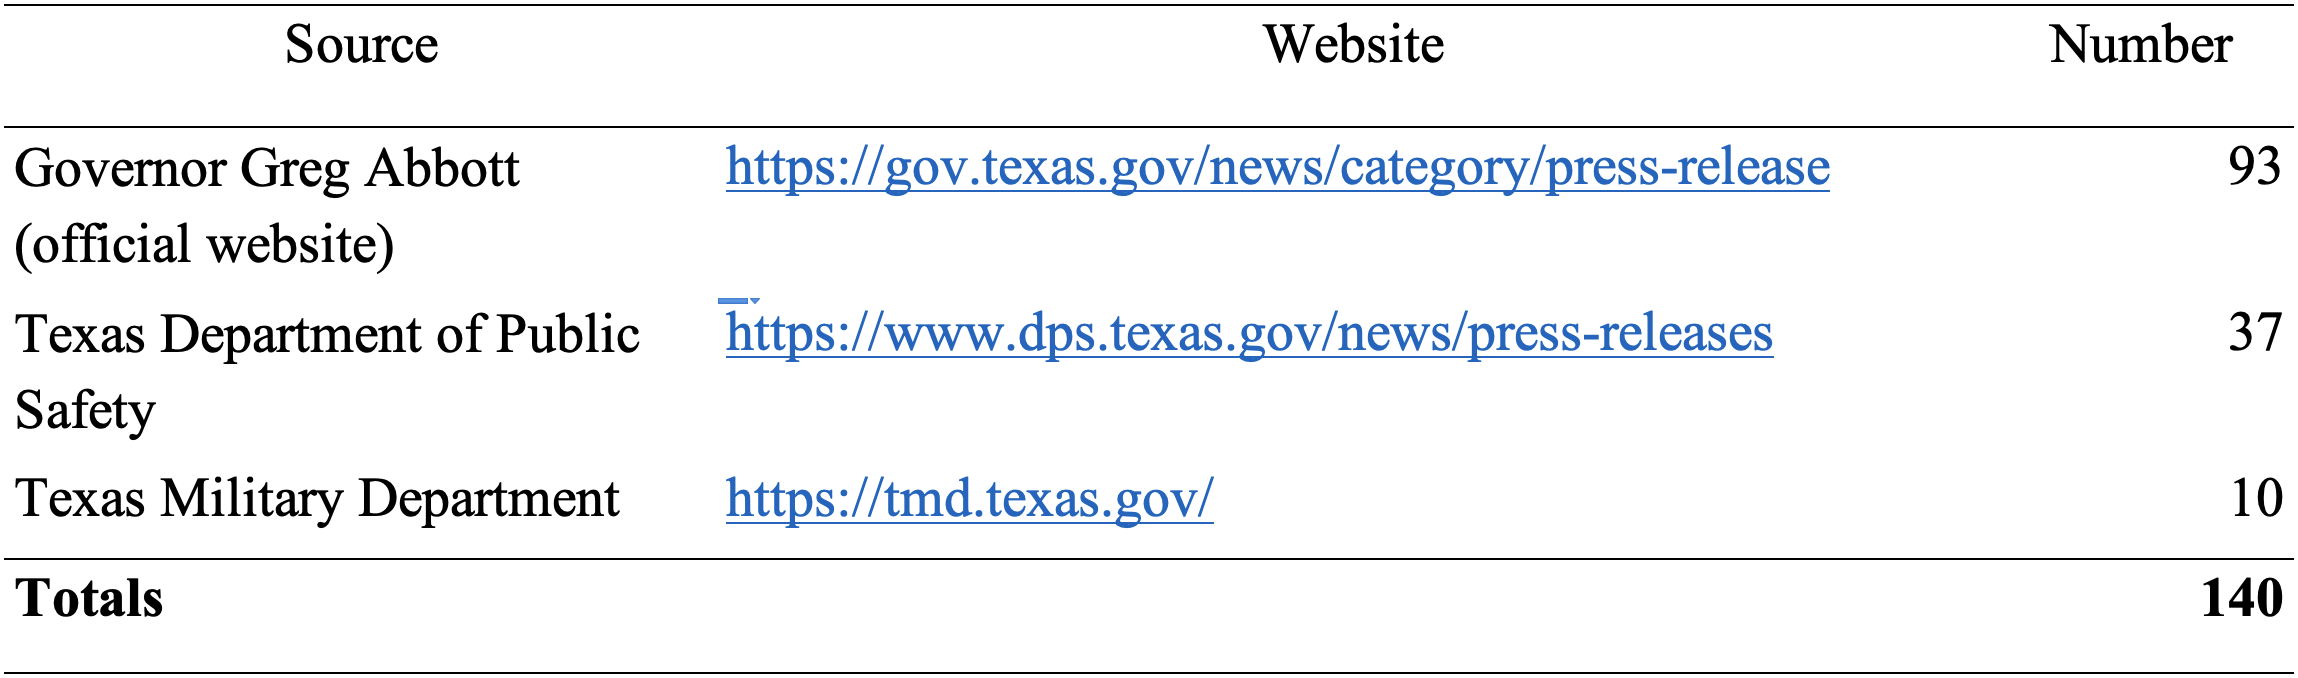 Source Website Number
Governor Greg Abbott https://gov.texas.gov/news/category/press-release 93
(official website)
Texas Department of Public https://www.dps.texas.gov/news/press-releases 37
Safety
Texas Military Department https://tmd.texas.gov/ 10
Totals 140